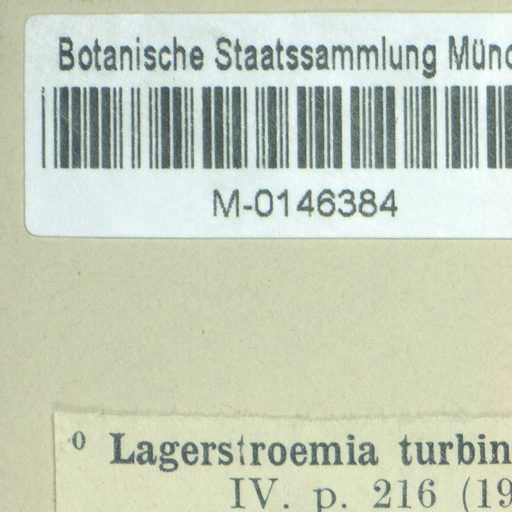 Botanische Staatssammlung Münc
M-0146384
o Lagerstroemia turbin
IV. p. 216 (19